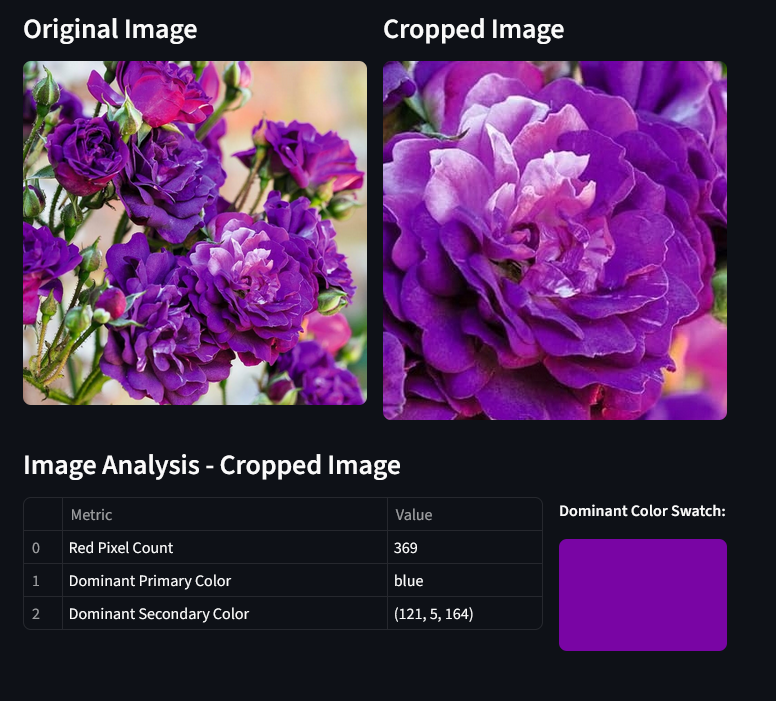 Original Image
Cropped Image
Image Analysis - Cropped Image
Metric Value
0 Red Pixel Count 369
1 Dominant Primary Color blue
2 Dominant Secondary Color (121, 5, 164)
Dominant Color Swatch: